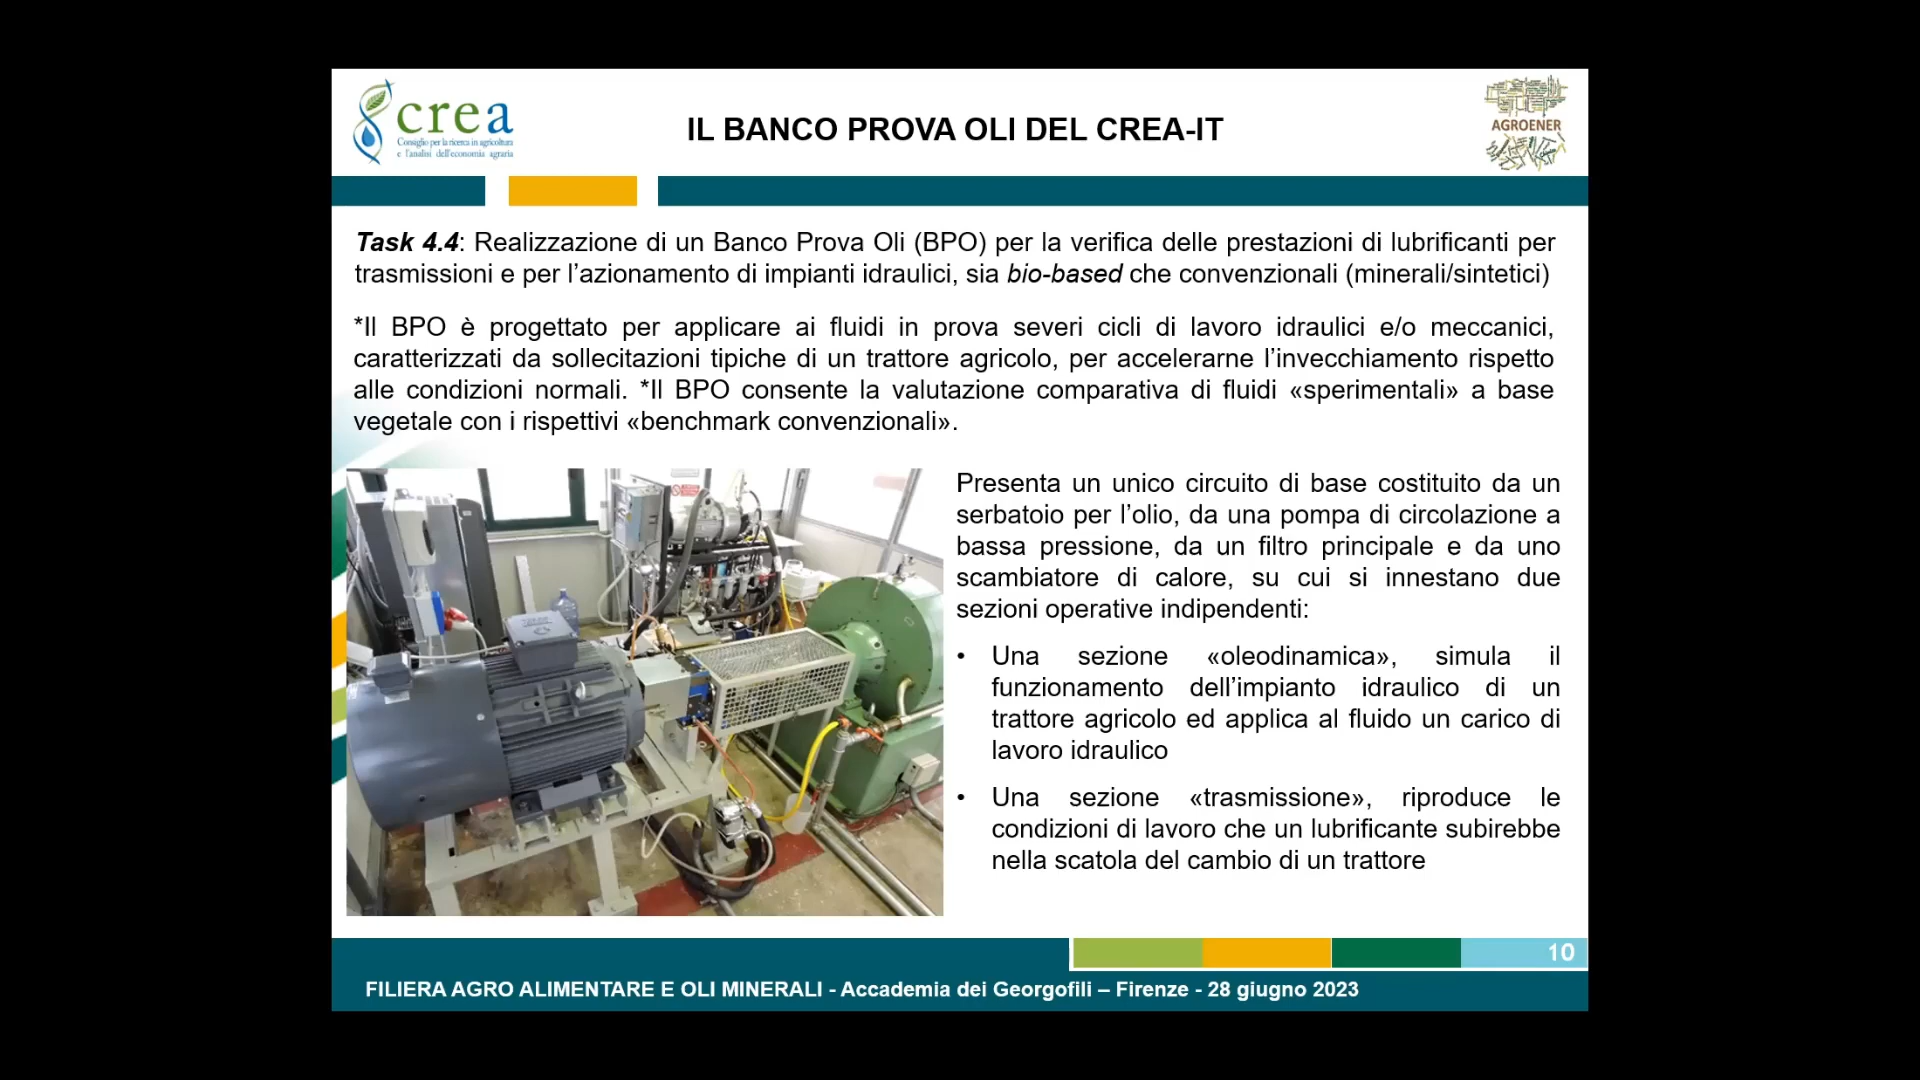 crea
Consiglio per la ricerca in agricoltura
e l'analisi dell'economia agraria
IL BANCO PROVA OLI DEL CREA-IT
AGROENER
Task 4.4: Realizzazione di un Banco Prova Oli (BPO) per la verifica delle prestazioni di lubrificanti per
trasmissioni e per l’azionamento di impianti idraulici, sia bio-based che convenzionali (minerali/sintetici)
*Il BPO è progettato per applicare ai fluidi in prova severi cicli di lavoro idraulici e/o meccanici,
caratterizzati da sollecitazioni tipiche di un trattore agricolo, per accelerarne l’invecchiamento rispetto
alle condizioni normali. *Il BPO consente la valutazione comparativa di fluidi «sperimentali» a base
vegetale con i rispettivi «benchmark convenzionali».
Presenta un unico circuito di base costituito da un
serbatoio per l’olio, da una pompa di circolazione a
bassa pressione, da un filtro principale e da uno
scambiatore di calore, su cui si innestano due
sezioni operative indipendenti:
• Una sezione «oleodinamica», simula il
funzionamento dell’impianto idraulico di un
trattore agricolo ed applica al fluido un carico di
lavoro idraulico
• Una sezione «trasmissione», riproduce le
condizioni di lavoro che un lubrificante subirebbe
nella scatola del cambio di un trattore
10
FILIERA AGRO ALIMENTARE E OLI MINERALI - Accademia dei Georgofili – Firenze - 28 giugno 2023